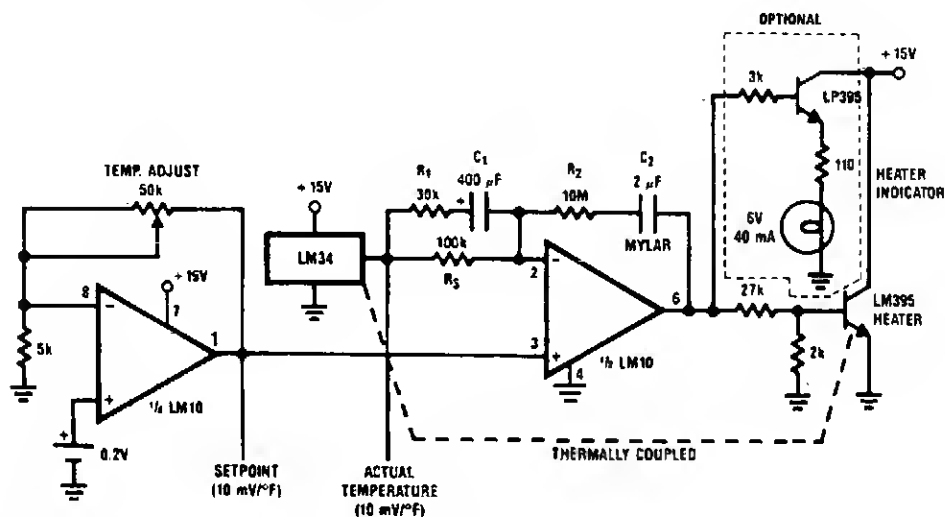 OPTIONAL
+ 15V
3k
LP395
110
HEATER
INDICATOR
6V
40 mA
TEMP. ADJUST
50k
+ 15V
LM34
R1
30k
C1
+
400 µF
R2
10M
C2
2 µF
MYLAR
100k
RS
+ 15V
8
−
7
1
5k
+
1/4 LM10
+
0.2V
2
−
6
3
+
4
1/2 LM10
27k
2k
LM395
HEATER
SETPOINT
(10 mV/°F)
ACTUAL
TEMPERATURE
(10 mV/°F)
THERMALLY COUPLED